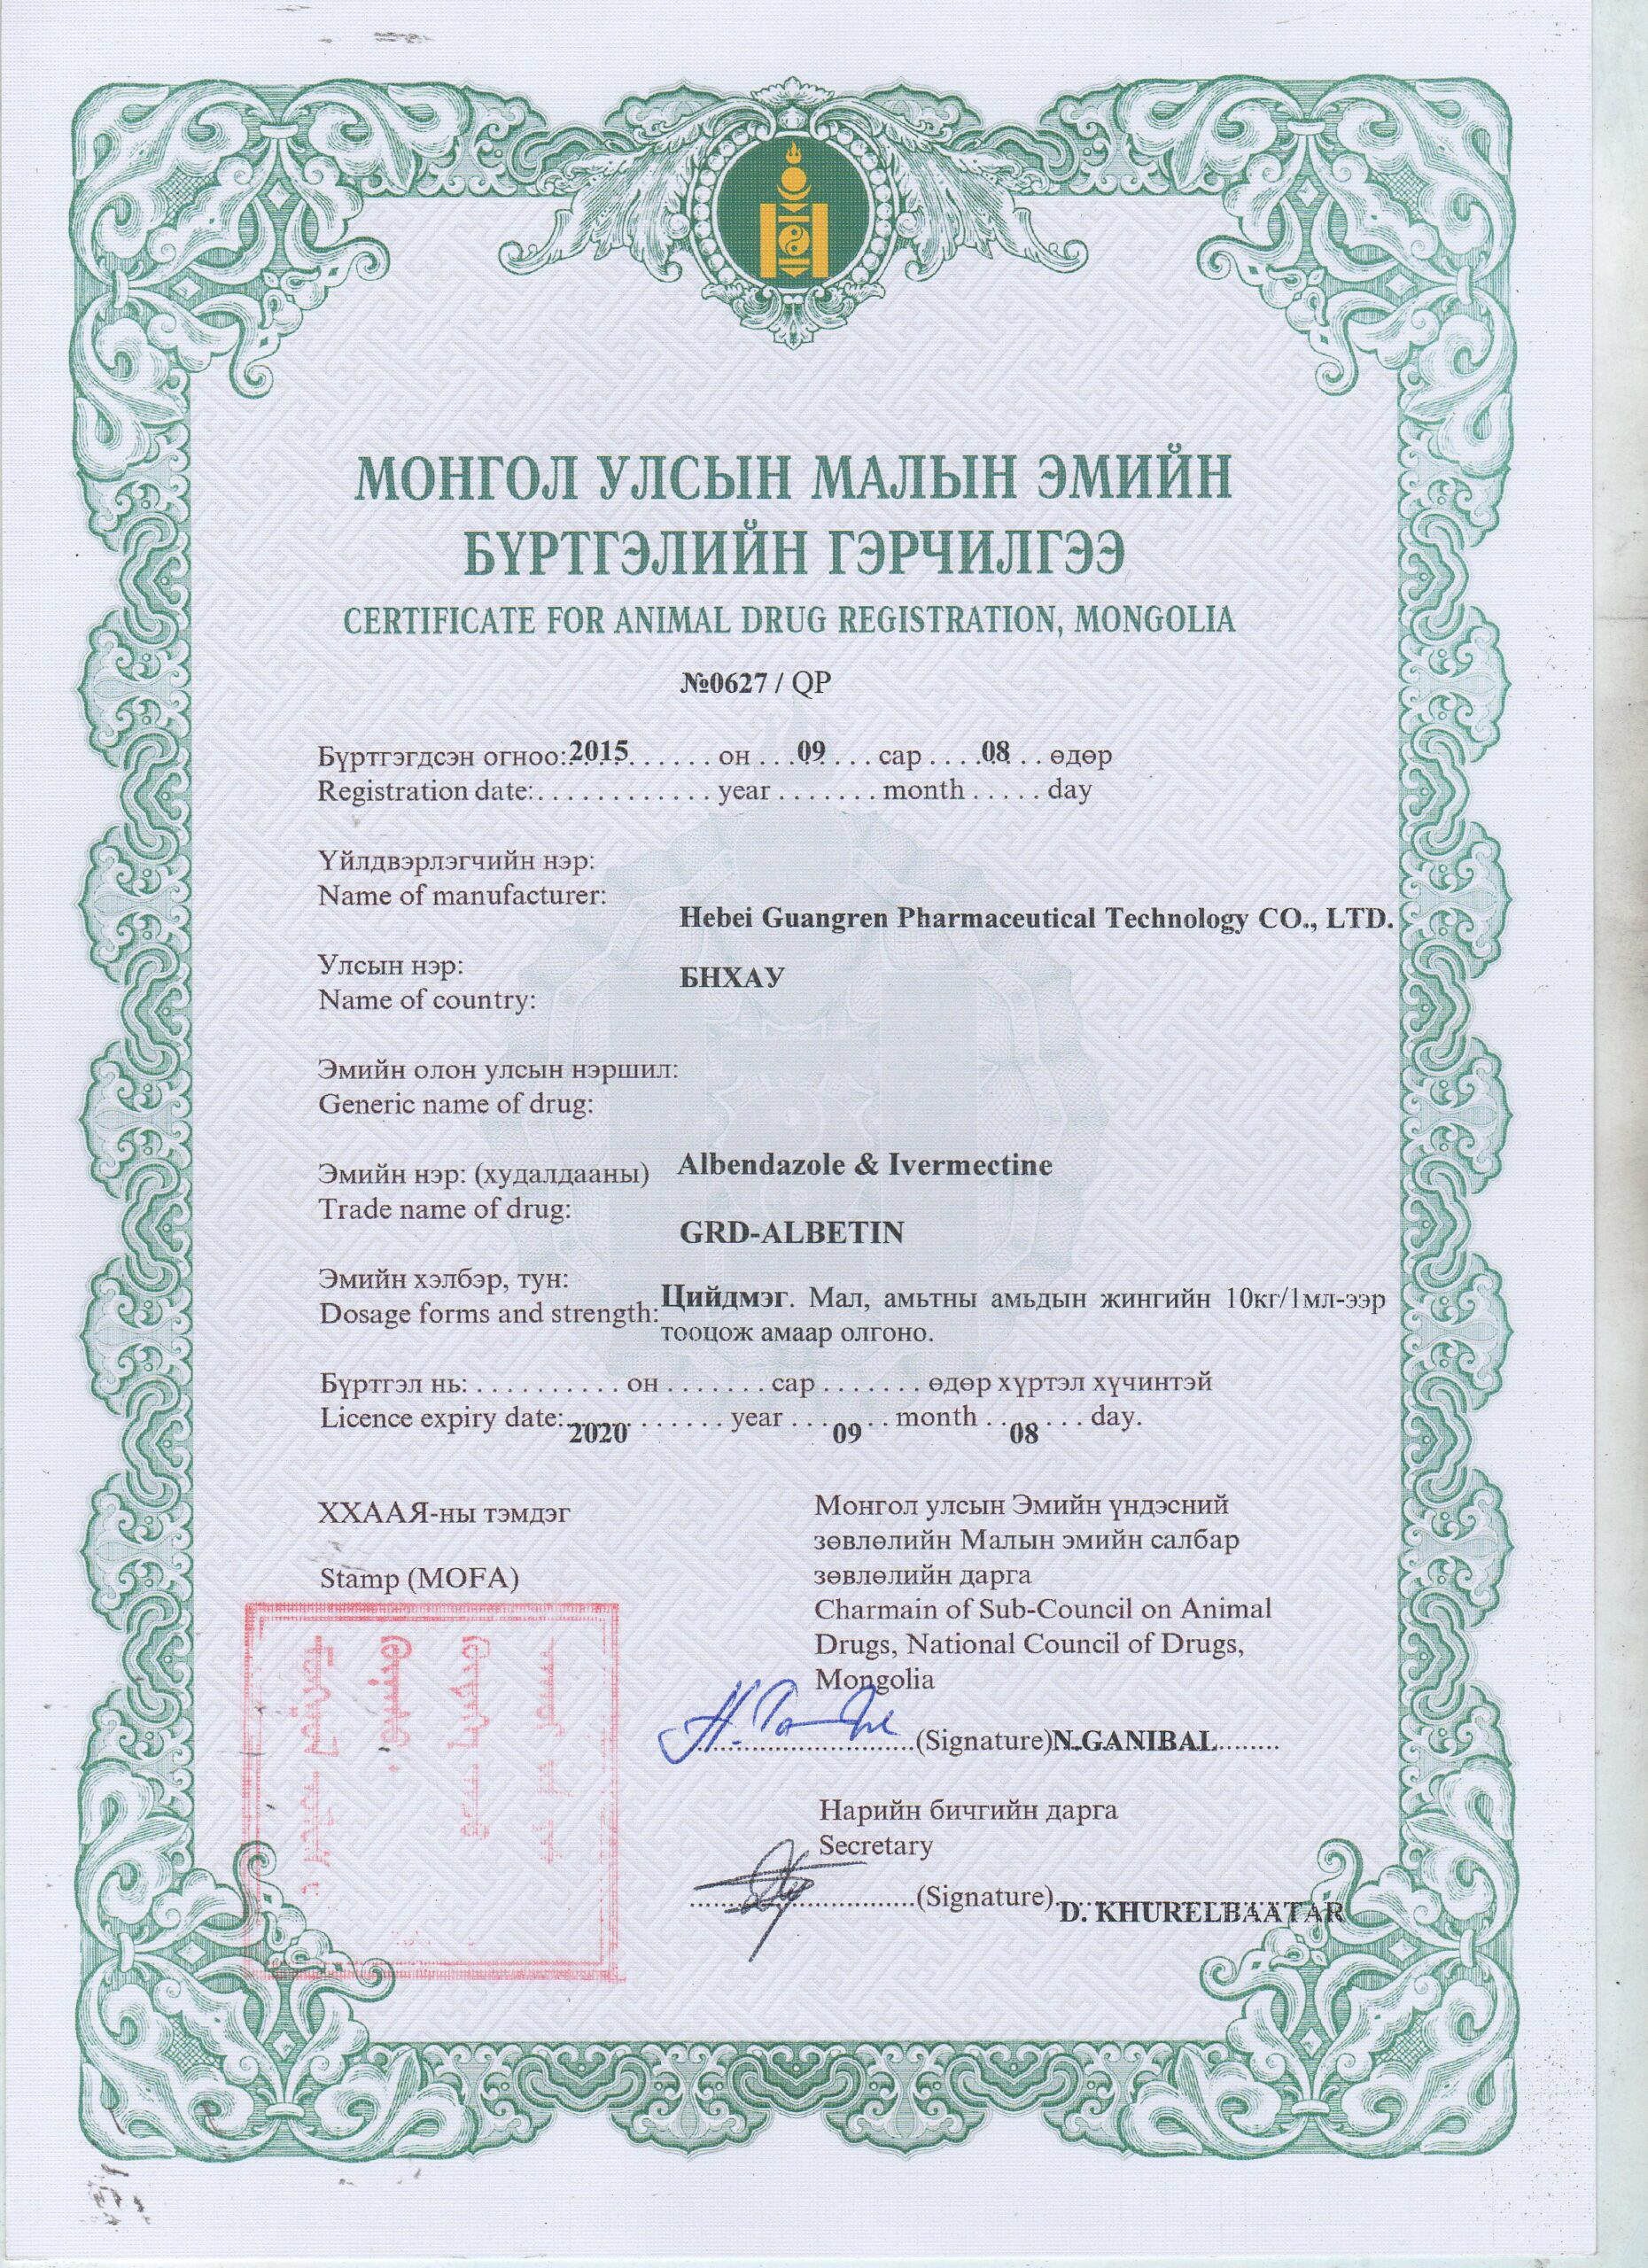 МОНГОЛ УЛСЫН МАЛЫН ЭМИЙН
БҮРТГЭЛИЙН ГЭРЧИЛГЭЭ
CERTIFICATE FOR ANIMAL DRUG REGISTRATION, MONGOLIA
№0627 / QP
Бүртгэгдсэн огноо: 2015 он 09 сар 08 өдөр
Registration date: year month day
Үйлдвэрлэгчийн нэр:
Name of manufacturer:
Hebei Guangren Pharmaceutical Technology CO., LTD.
Улсын нэр: БНХАУ
Name of country:
Эмийн олон улсын нэршил:
Generic name of drug:
Albendazole & Ivermectine
Эмийн нэр: (худалдааны)
Trade name of drug:
GRD-ALBETIN
Эмийн хэлбэр, тун:
Dosage forms and strength:
Цийдмэг. Мал, амьтны амьдын жингийн 10кг/1мл-ээр
тооцож амаар олгоно.
Бүртгэл нь: он сар өдөр хүртэл хүчинтэй
Licence expiry date: year month day.
2020 09 08
ХХААЯ-ны тэмдэг
Stamp (MOFA)
Монгол улсын Эмийн үндэсний
зөвлөлийн Малын эмийн салбар
зөвлөлийн дарга
Charmain of Sub-Council on Animal
Drugs, National Council of Drugs,
Mongolia
(Signature) N.GANIBAL
Нарийн бичгийн дарга
Secretary
(Signature) D. KHURELBAATAR